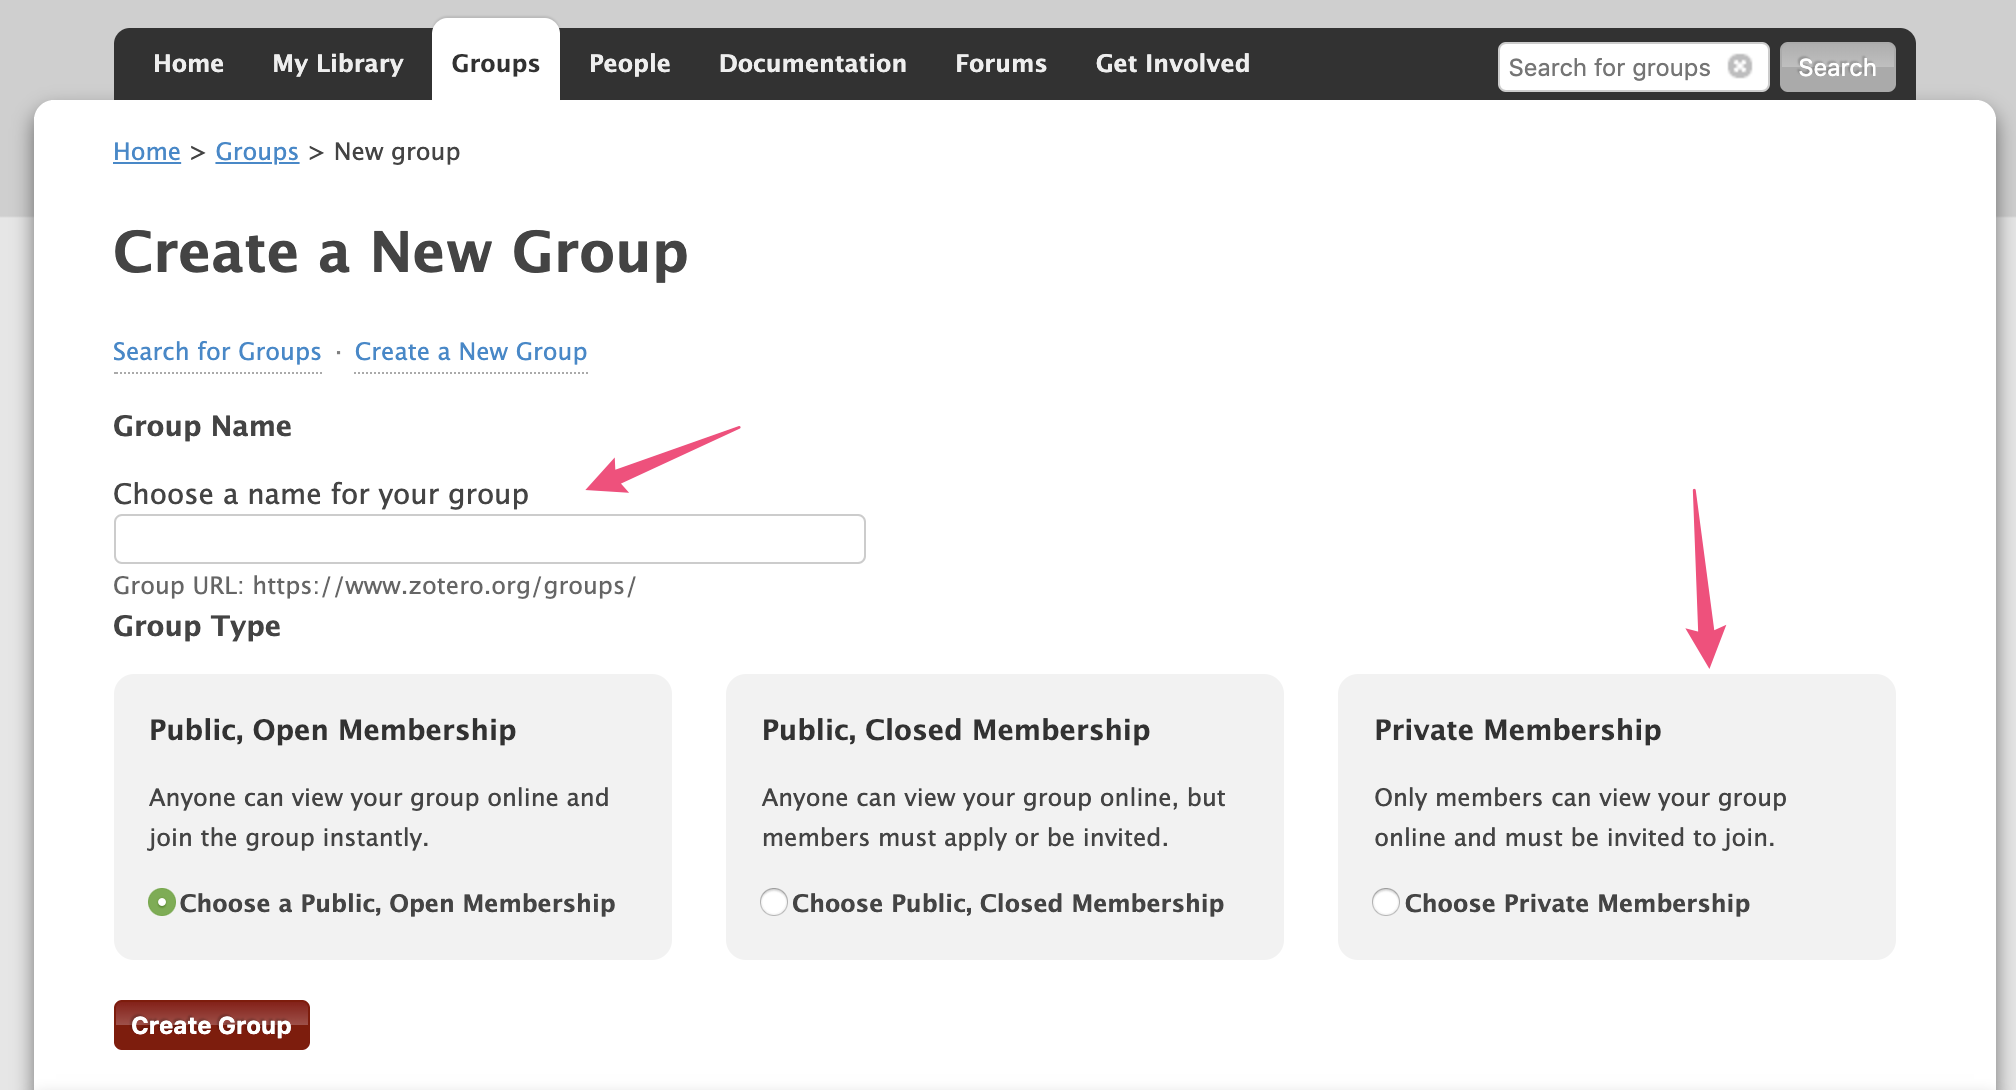 Home My Library Groups People Documentation Forums Get Involved Search for groups Search
Home > Groups > New group
Create a New Group
Search for Groups · Create a New Group
Group Name
Choose a name for your group
Group URL: https://www.zotero.org/groups/
Group Type
Public, Open Membership
Anyone can view your group online and
join the group instantly.
Choose a Public, Open Membership
Public, Closed Membership
Anyone can view your group online, but
members must apply or be invited.
Choose Public, Closed Membership
Private Membership
Only members can view your group
online and must be invited to join.
Choose Private Membership
Create Group